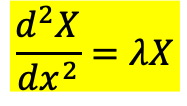 d²X/dx² = λX